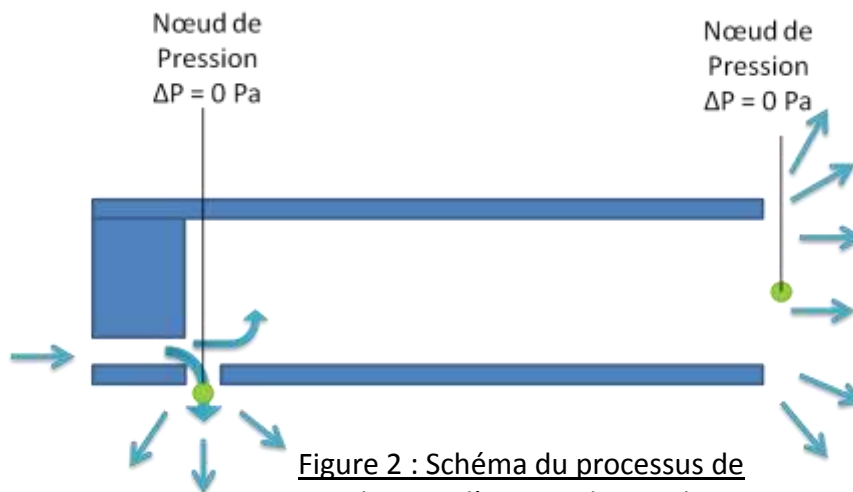 Nœud de
Pression
ΔP = 0 Pa
Nœud de
Pression
ΔP = 0 Pa
Figure 2 : Schéma du processus de